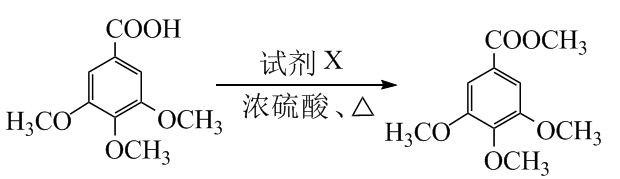 COOH
H₃CO
OCH₃
OCH₃
试剂 X
浓硫酸、△
COOCH₃
H₃CO
OCH₃
OCH₃